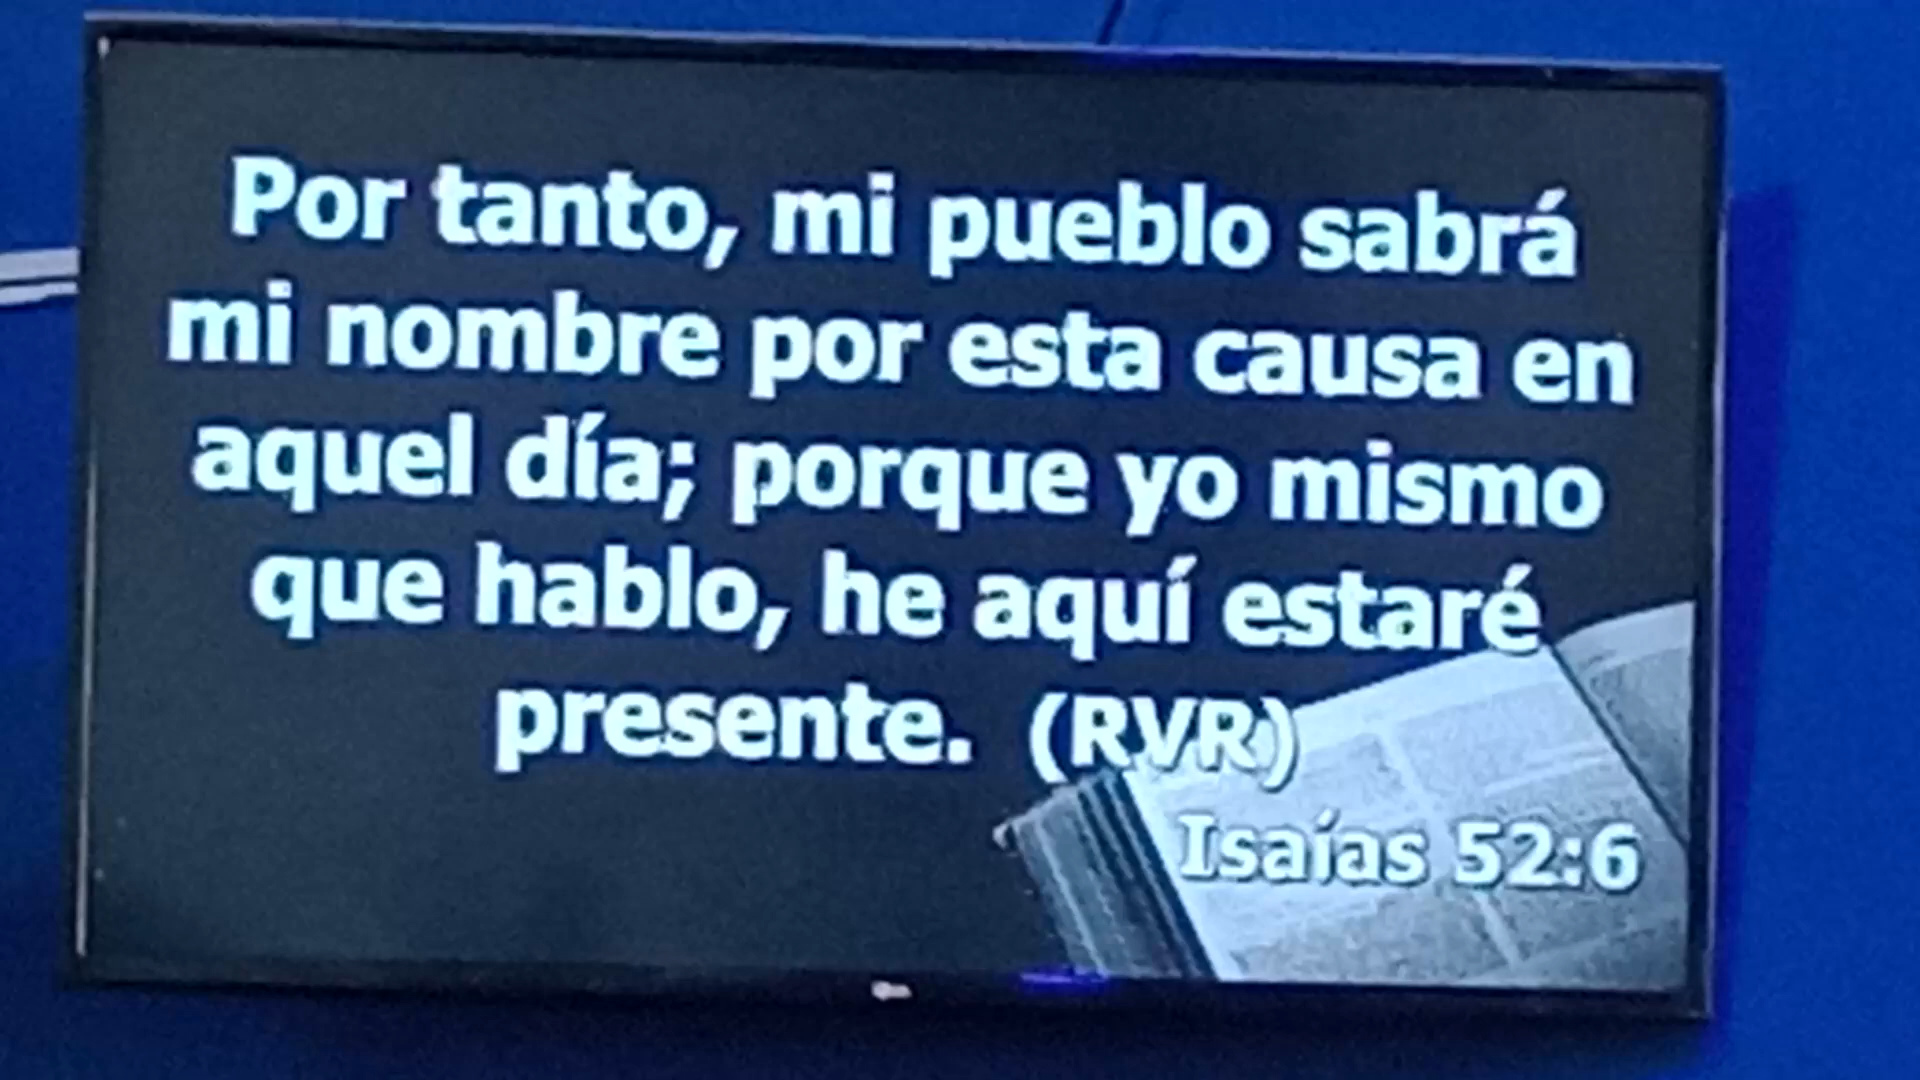 Por tanto, mi pueblo sabrá
mi nombre por esta causa en
aquel día; porque yo mismo
que hablo, he aquí estaré
presente. (RVR)
Isaías 52:6